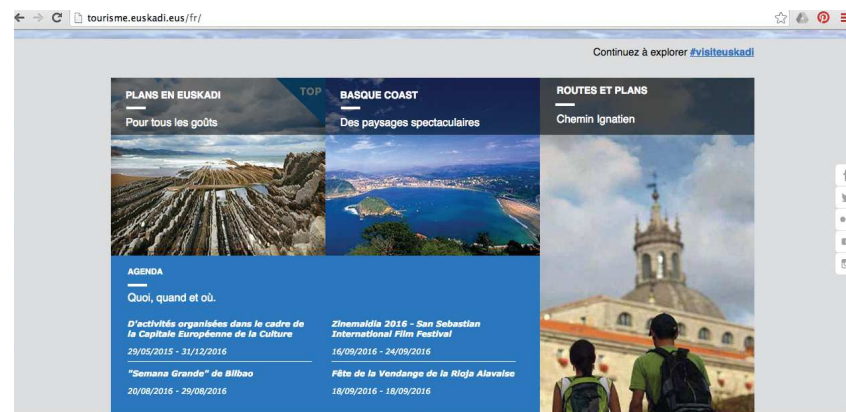 tourisme.euskadi.eus/fr/
Continuez à explorer #visiteuskadi
PLANS EN EUSKADI
TOP
Pour tous les goûts
BASQUE COAST
Des paysages spectaculaires
ROUTES ET PLANS
Chemin Ignatien
AGENDA
Quoi, quand et où.
D'activités organisées dans le cadre de
la Capitale Européenne de la Culture
29/05/2015 - 31/12/2016
"Semana Grande" de Bilbao
20/08/2016 - 29/08/2016
Zinemaldia 2016 - San Sebastian
International Film Festival
16/09/2016 - 24/09/2016
Fête de la Vendange de la Rioja Alavaise
18/09/2016 - 18/09/2016